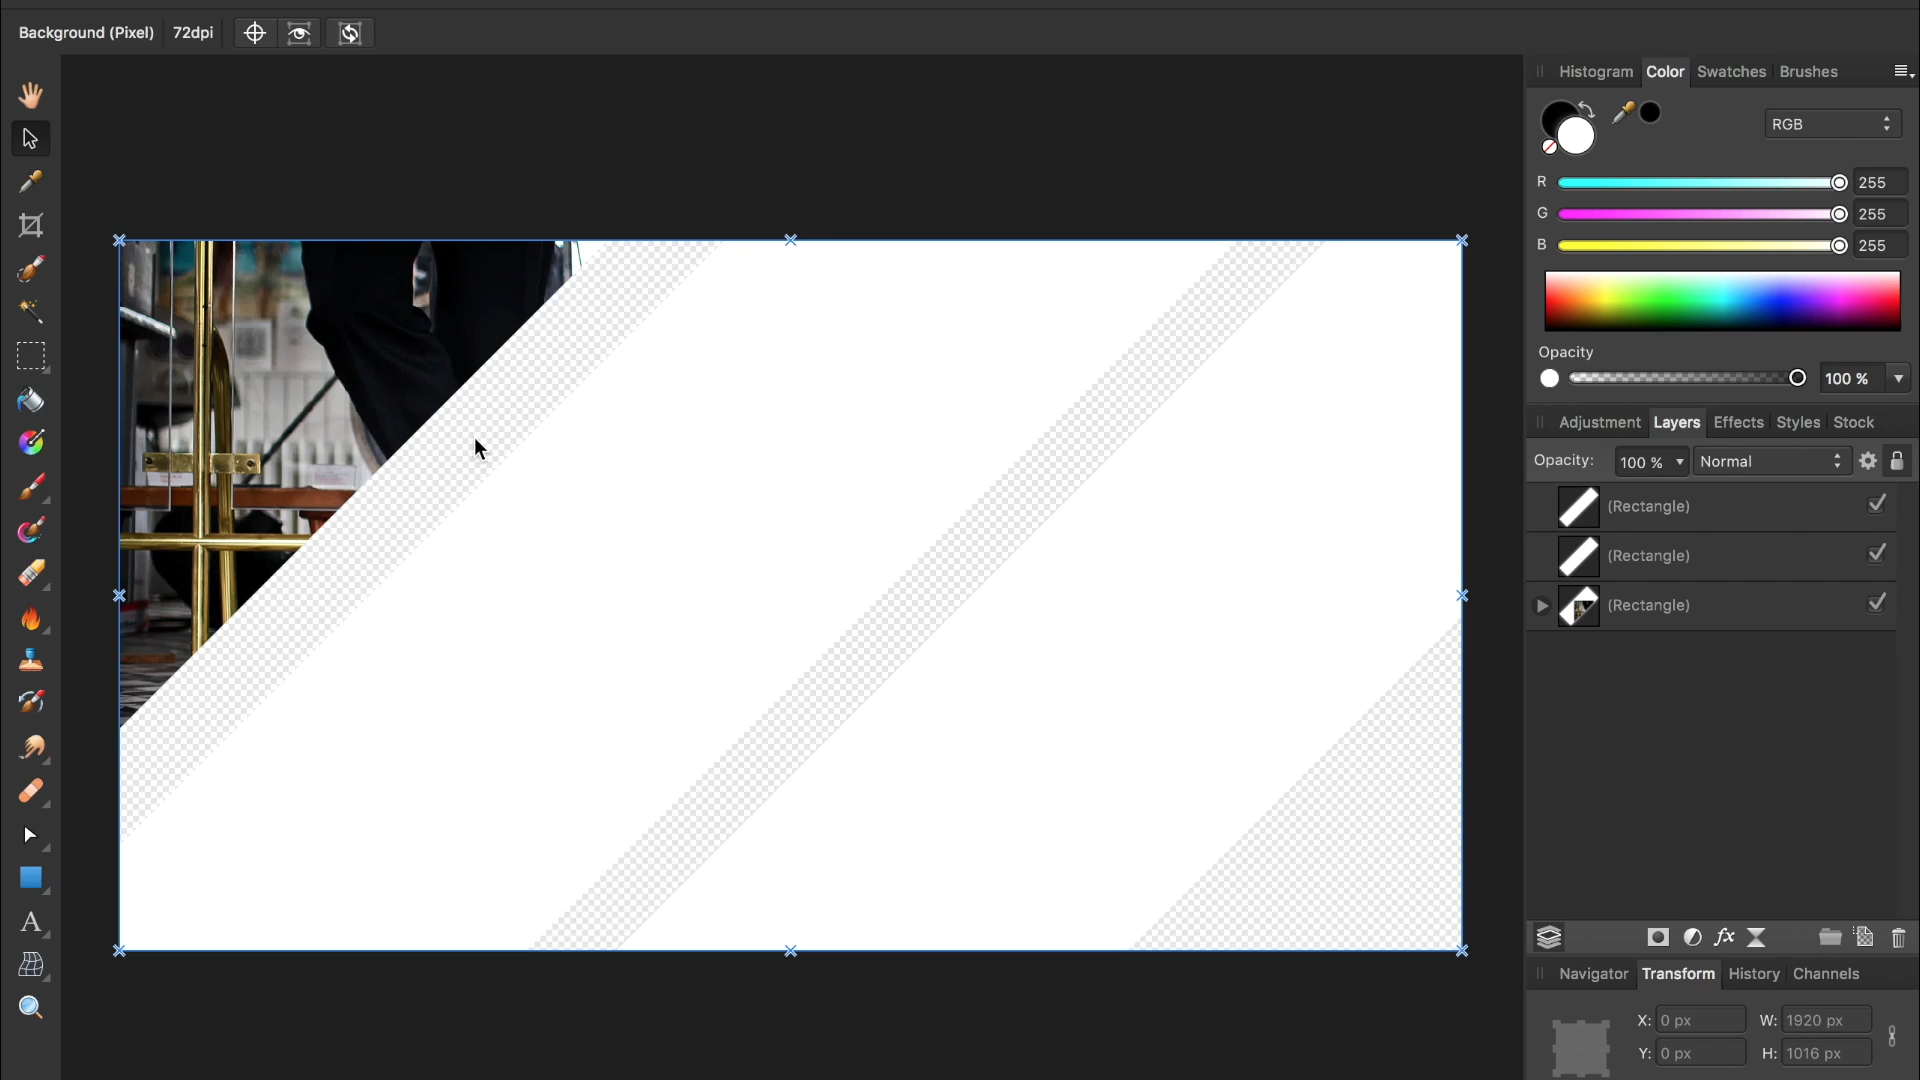 Background (Pixel) 72dpi
Histogram Color Swatches Brushes
RGB
R 255
G 255
B 255
Opacity
100 %
Adjustment Layers Effects Styles Stock
Opacity: 100 % Normal
(Rectangle)
(Rectangle)
(Rectangle)
fx
A
Navigator Transform History Channels
X: 0 px W: 1920 px
Y: 0 px H: 1016 px